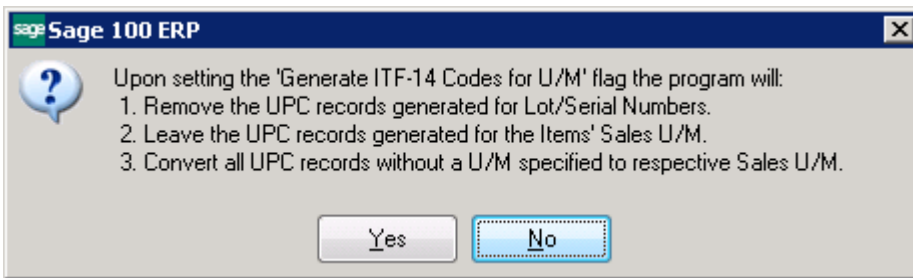 sage Sage 100 ERP
Upon setting the 'Generate ITF-14 Codes for U/M' flag the program will:
1. Remove the UPC records generated for Lot/Serial Numbers.
2. Leave the UPC records generated for the Items' Sales U/M.
3. Convert all UPC records without a U/M specified to respective Sales U/M.
Yes No